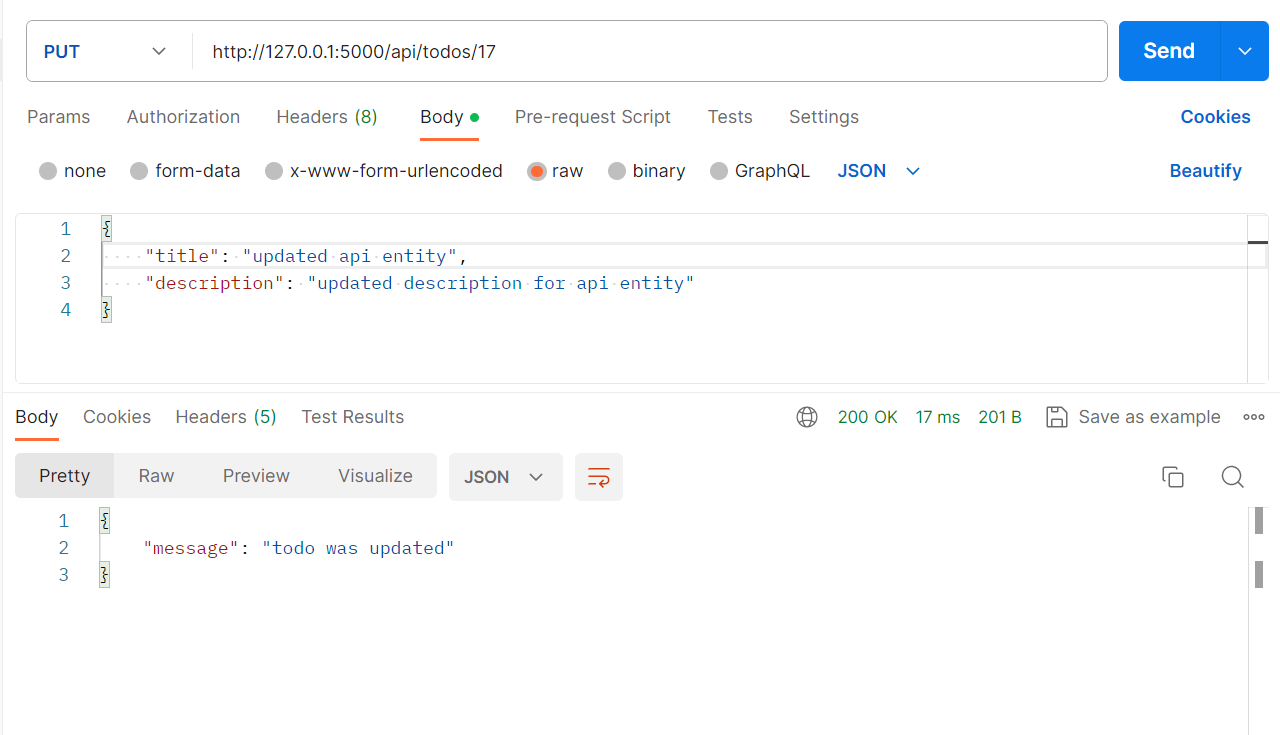 PUT http://127.0.0.1:5000/api/todos/17 Send
Params Authorization Headers (8) Body Pre-request Script Tests Settings Cookies
none form-data x-www-form-urlencoded raw binary GraphQL JSON Beautify
1 {
2 "title": "updated api entity",
3 "description": "updated description for api entity"
4 }
Body Cookies Headers (5) Test Results 200 OK 17 ms 201 B Save as example
Pretty Raw Preview Visualize JSON
1 {
2 "message": "todo was updated"
3 }